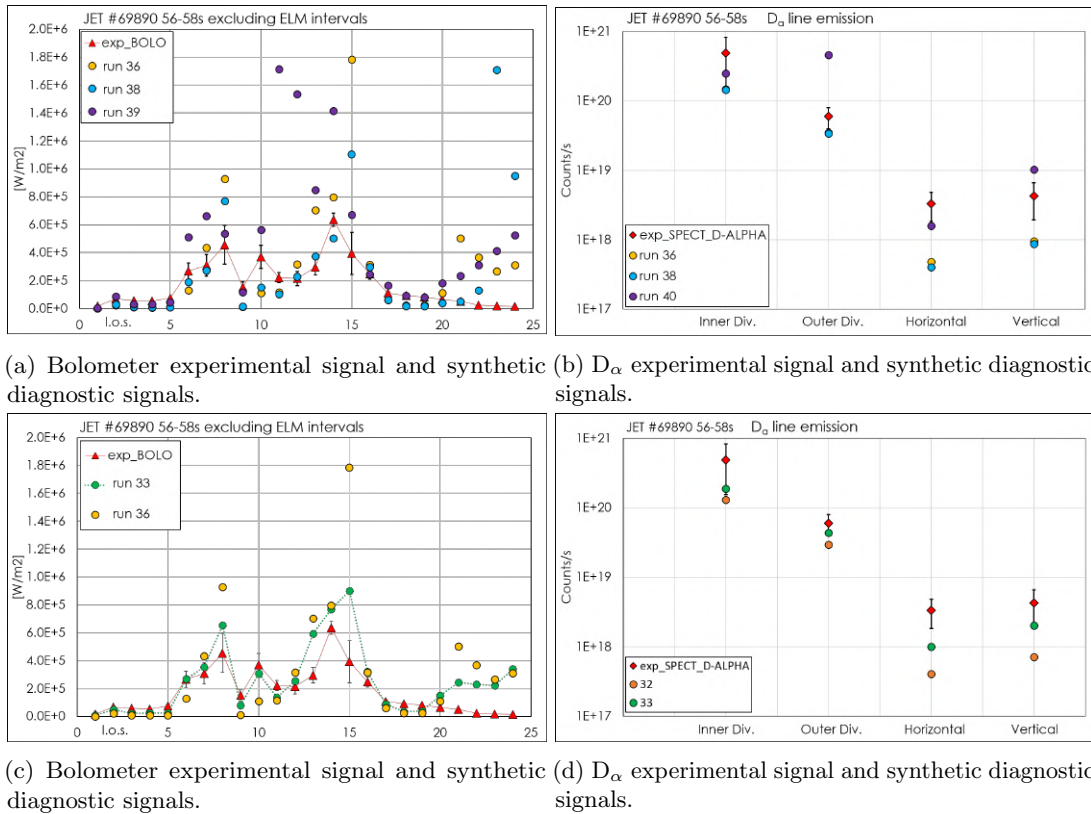 JET #69890 56-58s excluding ELM intervals
2.0E+6
1.8E+6
1.6E+6
1.4E+6
1.2E+6
1.0E+6
8.0E+5
6.0E+5
4.0E+5
2.0E+5
0.0E+0
[W/m2]
exp_BOLO
run 36
run 38
run 39
0 l.o.s. 5 10 15 20 25
JET #69890 56-58s Dα line emission
1E+21
1E+20
1E+19
1E+18
1E+17
Counts/s
exp_SPECT_D-ALPHA
run 36
run 38
run 40
Inner Div. Outer Div. Horizontal Vertical
(a) Bolometer experimental signal and synthetic
diagnostic signals.
(b) Dα experimental signal and synthetic diagnostic
signals.
JET #69890 56-58s excluding ELM intervals
2.0E+6
1.8E+6
1.6E+6
1.4E+6
1.2E+6
1.0E+6
8.0E+5
6.0E+5
4.0E+5
2.0E+5
0.0E+0
[W/m2]
exp_BOLO
run 33
run 36
0 l.o.s. 5 10 15 20 25
JET #69890 56-58s Dα line emission
1E+21
1E+20
1E+19
1E+18
1E+17
Counts/s
exp_SPECT_D-ALPHA
32
33
Inner Div. Outer Div. Horizontal Vertical
(c) Bolometer experimental signal and synthetic
diagnostic signals.
(d) Dα experimental signal and synthetic diagnostic
signals.